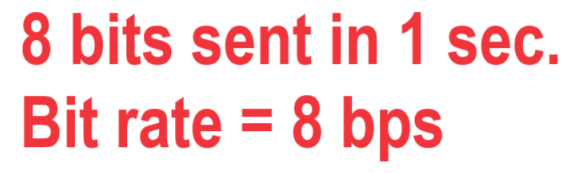 8 bits sent in 1 sec.
Bit rate = 8 bps